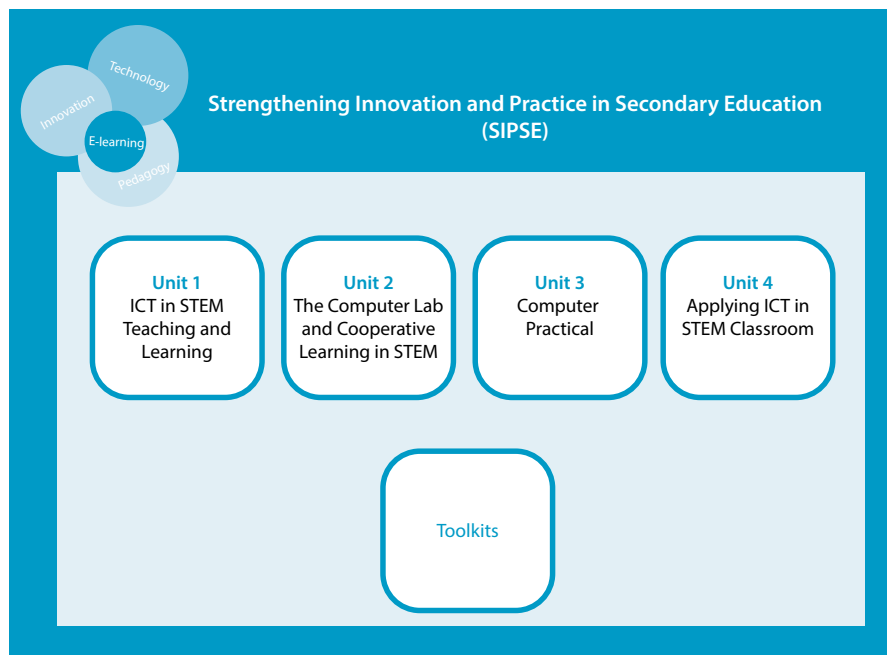 Technology
Innovation
E-learning
Pedagogy
Strengthening Innovation and Practice in Secondary Education
(SIPSE)
Unit 1
ICT in STEM
Teaching and
Learning
Unit 2
The Computer Lab
and Cooperative
Learning in STEM
Unit 3
Computer
Practical
Unit 4
Applying ICT in
STEM Classroom
Toolkits